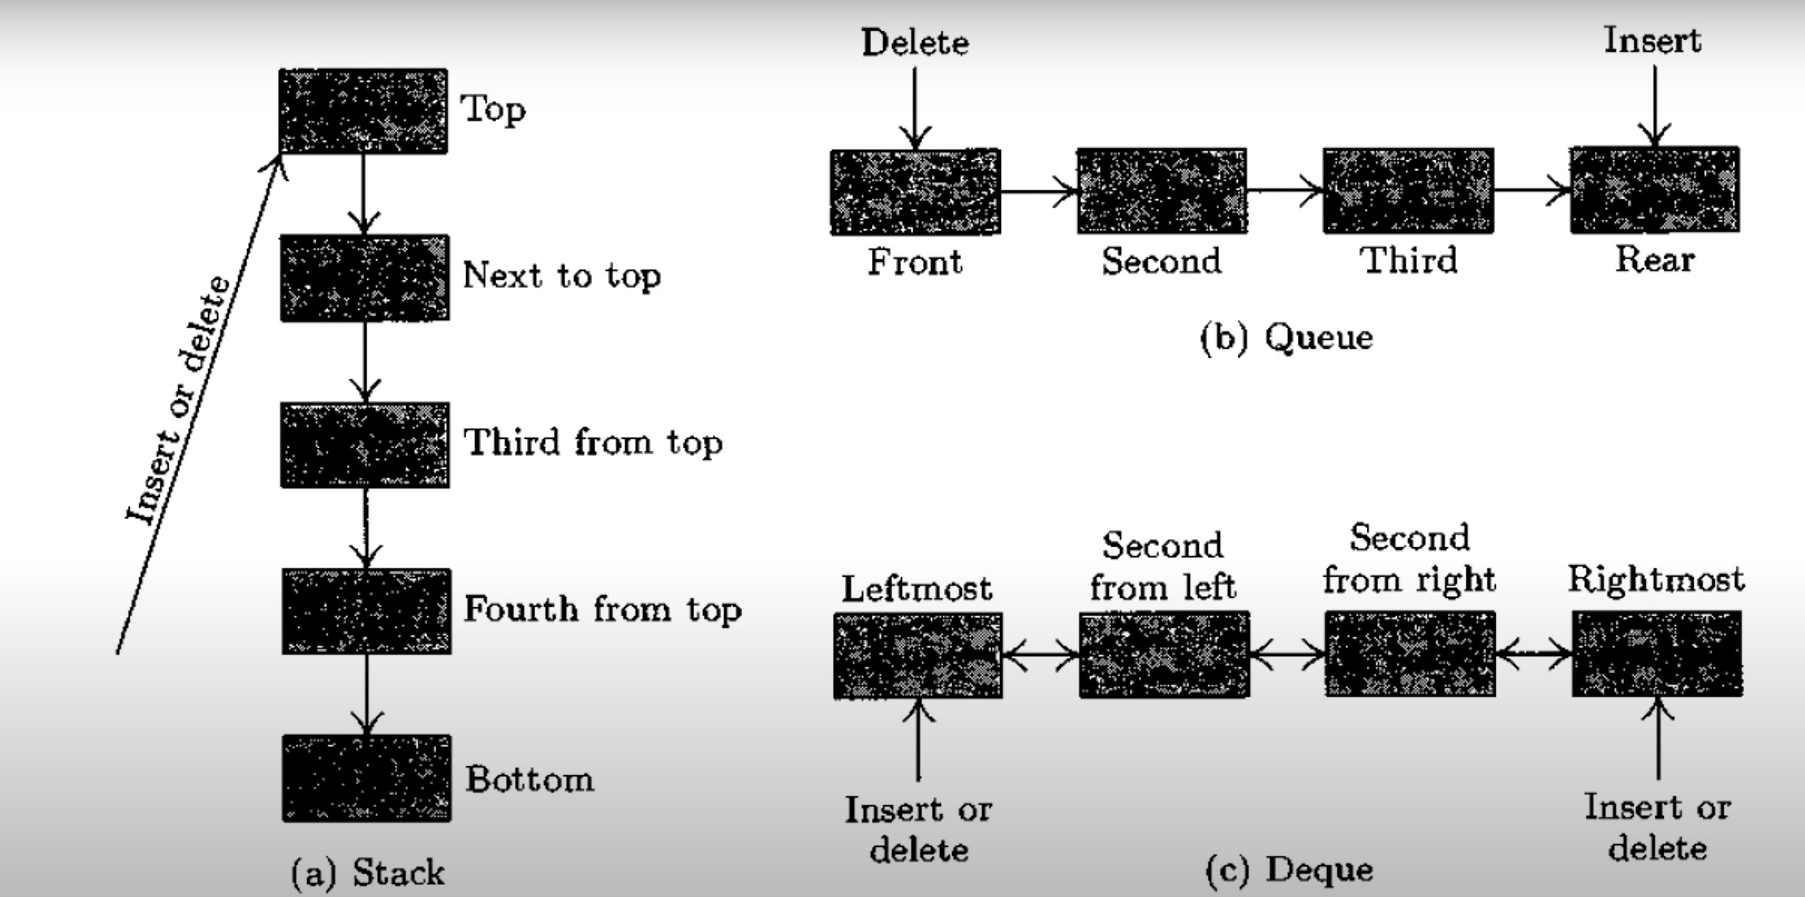 Top
Next to top
Third from top
Fourth from top
Bottom
Insert or delete
(a) Stack
Delete
Insert
Front
Second
Third
Rear
(b) Queue
Leftmost
Second
from left
Second
from right
Rightmost
Insert or
delete
Insert or
delete
(c) Deque